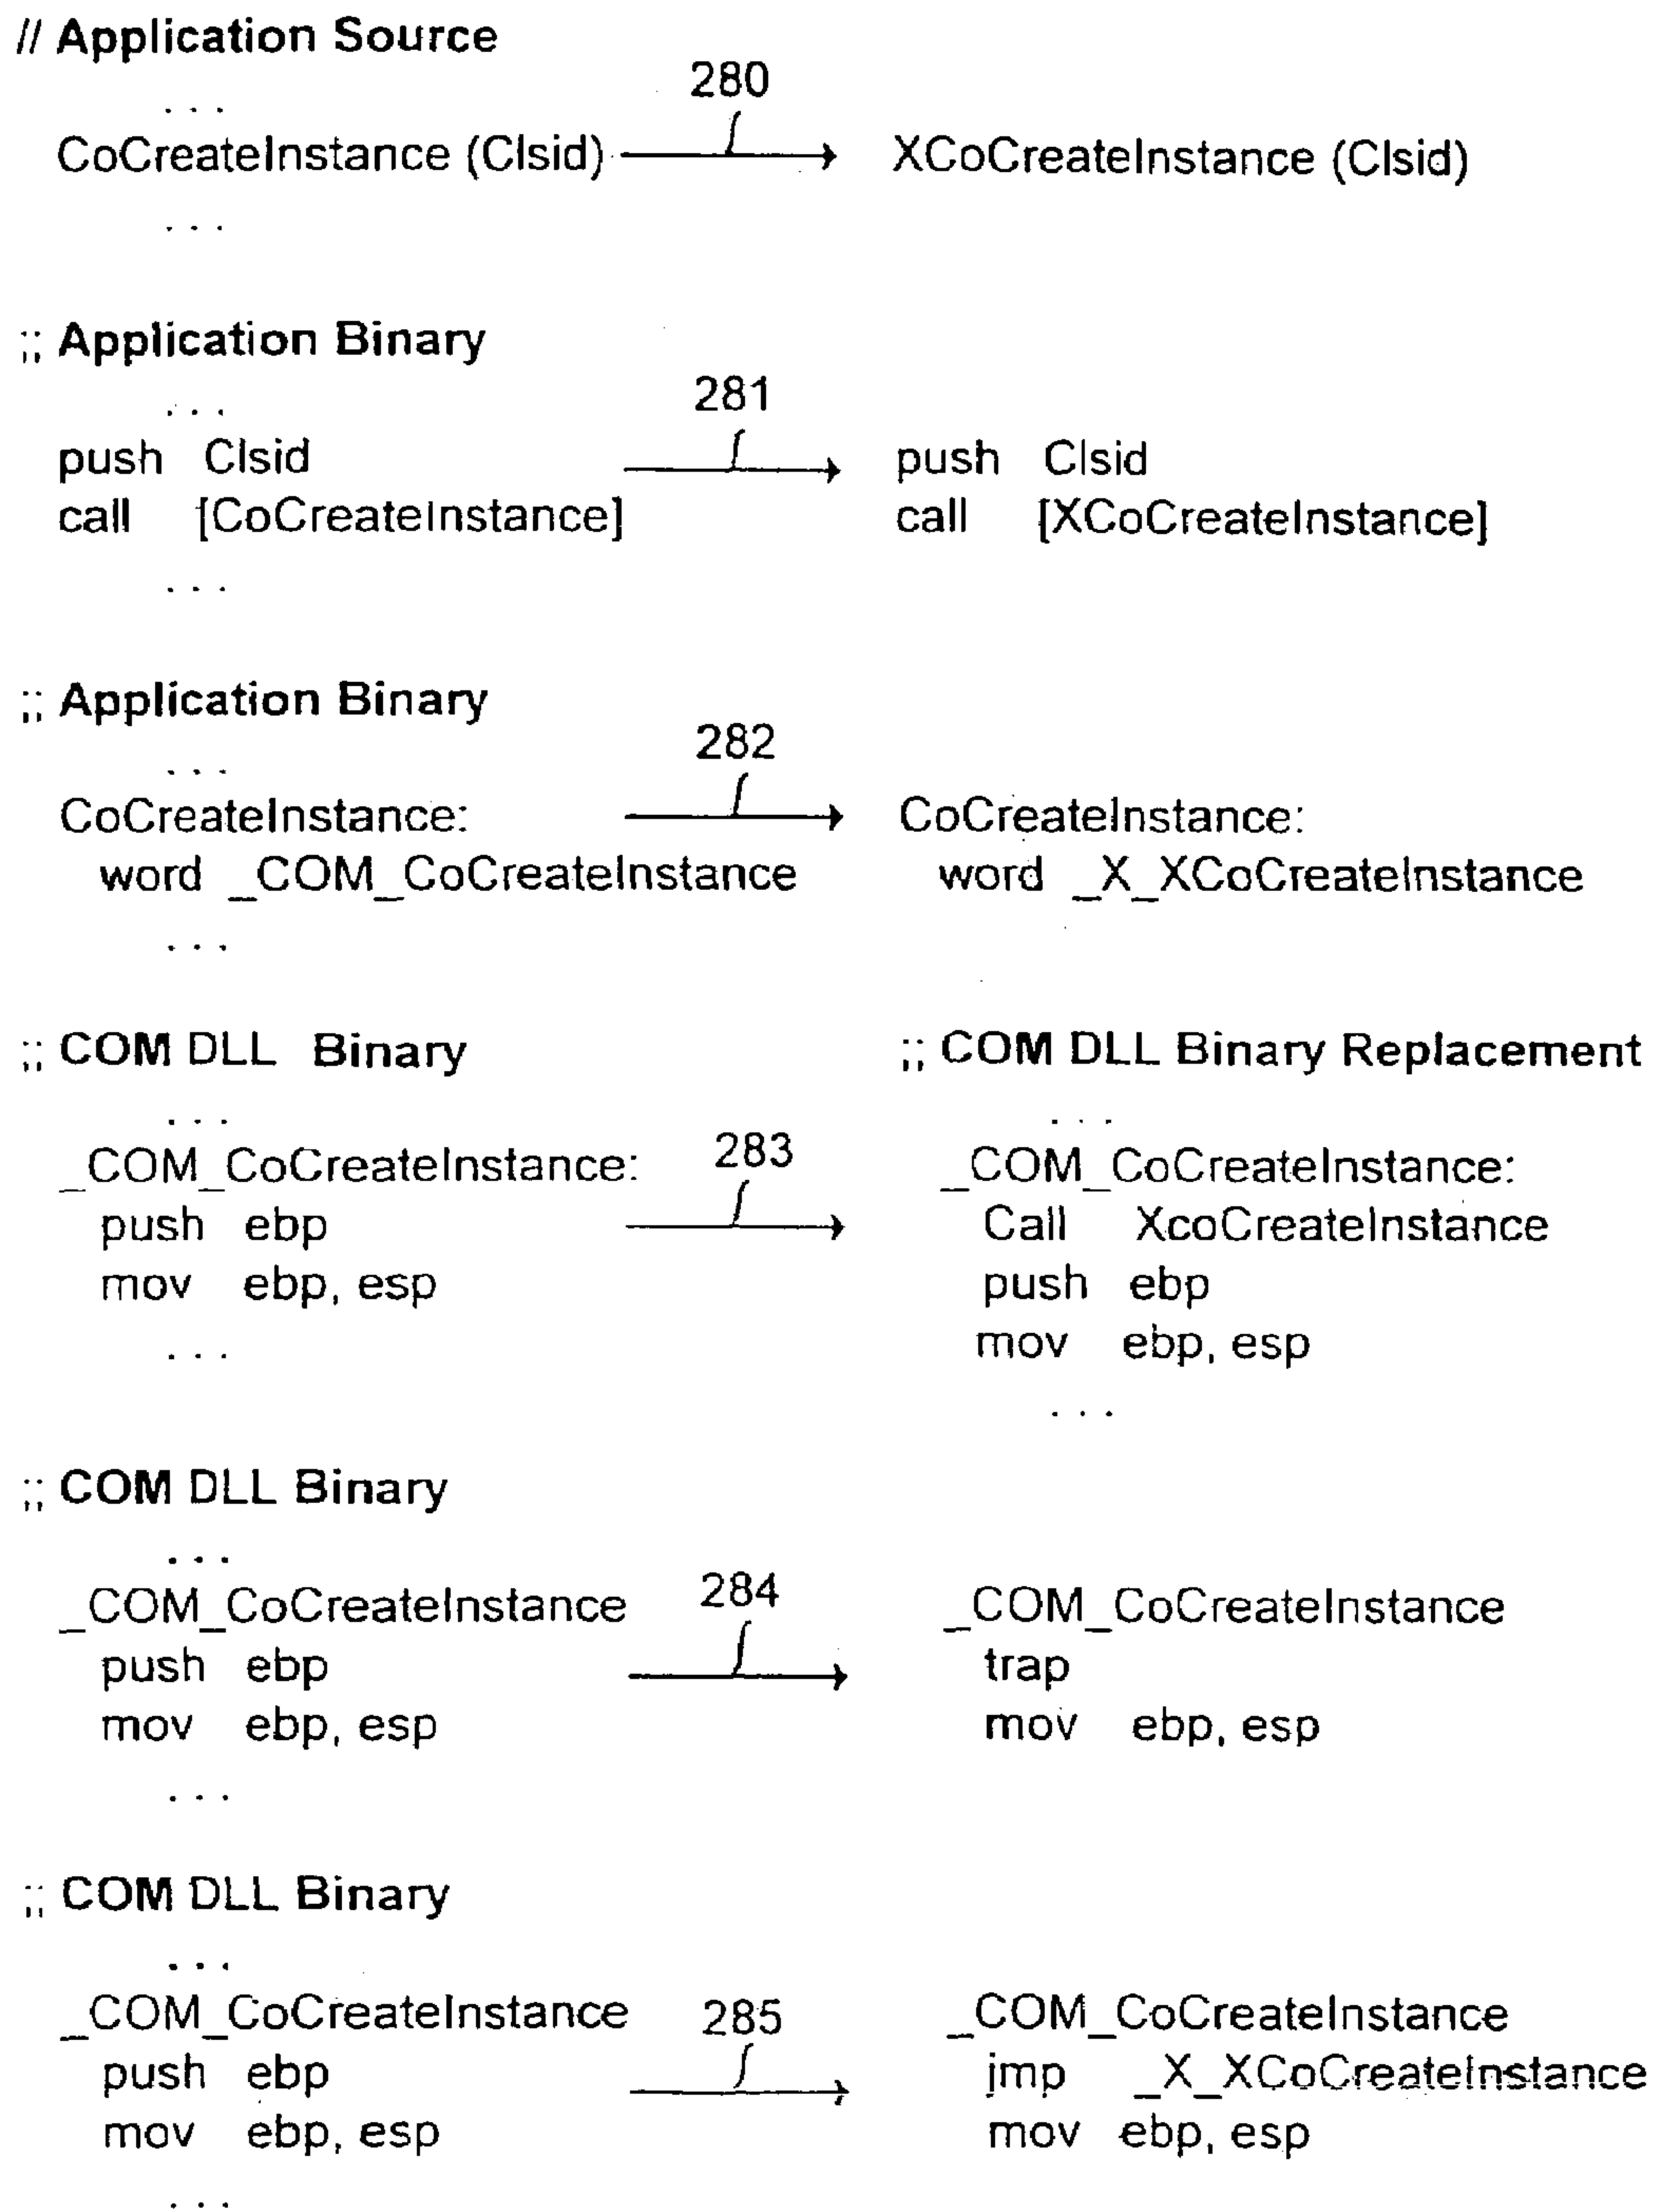 // Application Source
. . .
280
CoCreateInstance (Clsid) XCoCreateInstance (Clsid)
. . .
;; Application Binary
. . .
281
push Clsid push Clsid
call [CoCreateInstance] call [XCoCreateInstance]
. . .
;; Application Binary
. . .
282
CoCreateInstance: CoCreateInstance:
word _COM_CoCreateInstance word _X_XCoCreateInstance
. . .
;; COM DLL Binary ;; COM DLL Binary Replacement
. . . . . .
283
_COM_CoCreateInstance: _COM_CoCreateInstance:
push ebp Call XcoCreateInstance
mov ebp, esp push ebp
. . . mov ebp, esp
. . .
;; COM DLL Binary
. . .
284
_COM_CoCreateInstance _COM_CoCreateInstance
push ebp trap
mov ebp, esp mov ebp, esp
. . .
;; COM DLL Binary
. . .
285
_COM_CoCreateInstance _COM_CoCreateInstance
push ebp jmp _X_XCoCreateInstance
mov ebp, esp mov ebp, esp
. . .